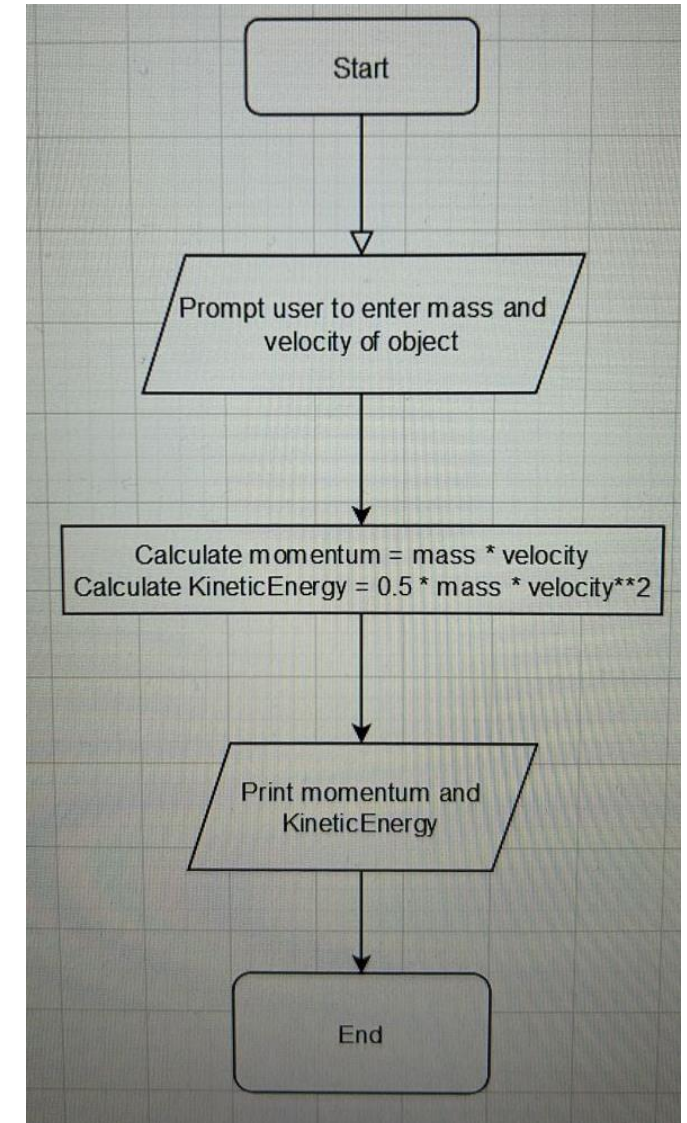 Start
Prompt user to enter mass and
velocity of object
Calculate momentum = mass * velocity
Calculate KineticEnergy = 0.5 * mass * velocity**2
Print momentum and
KineticEnergy
End